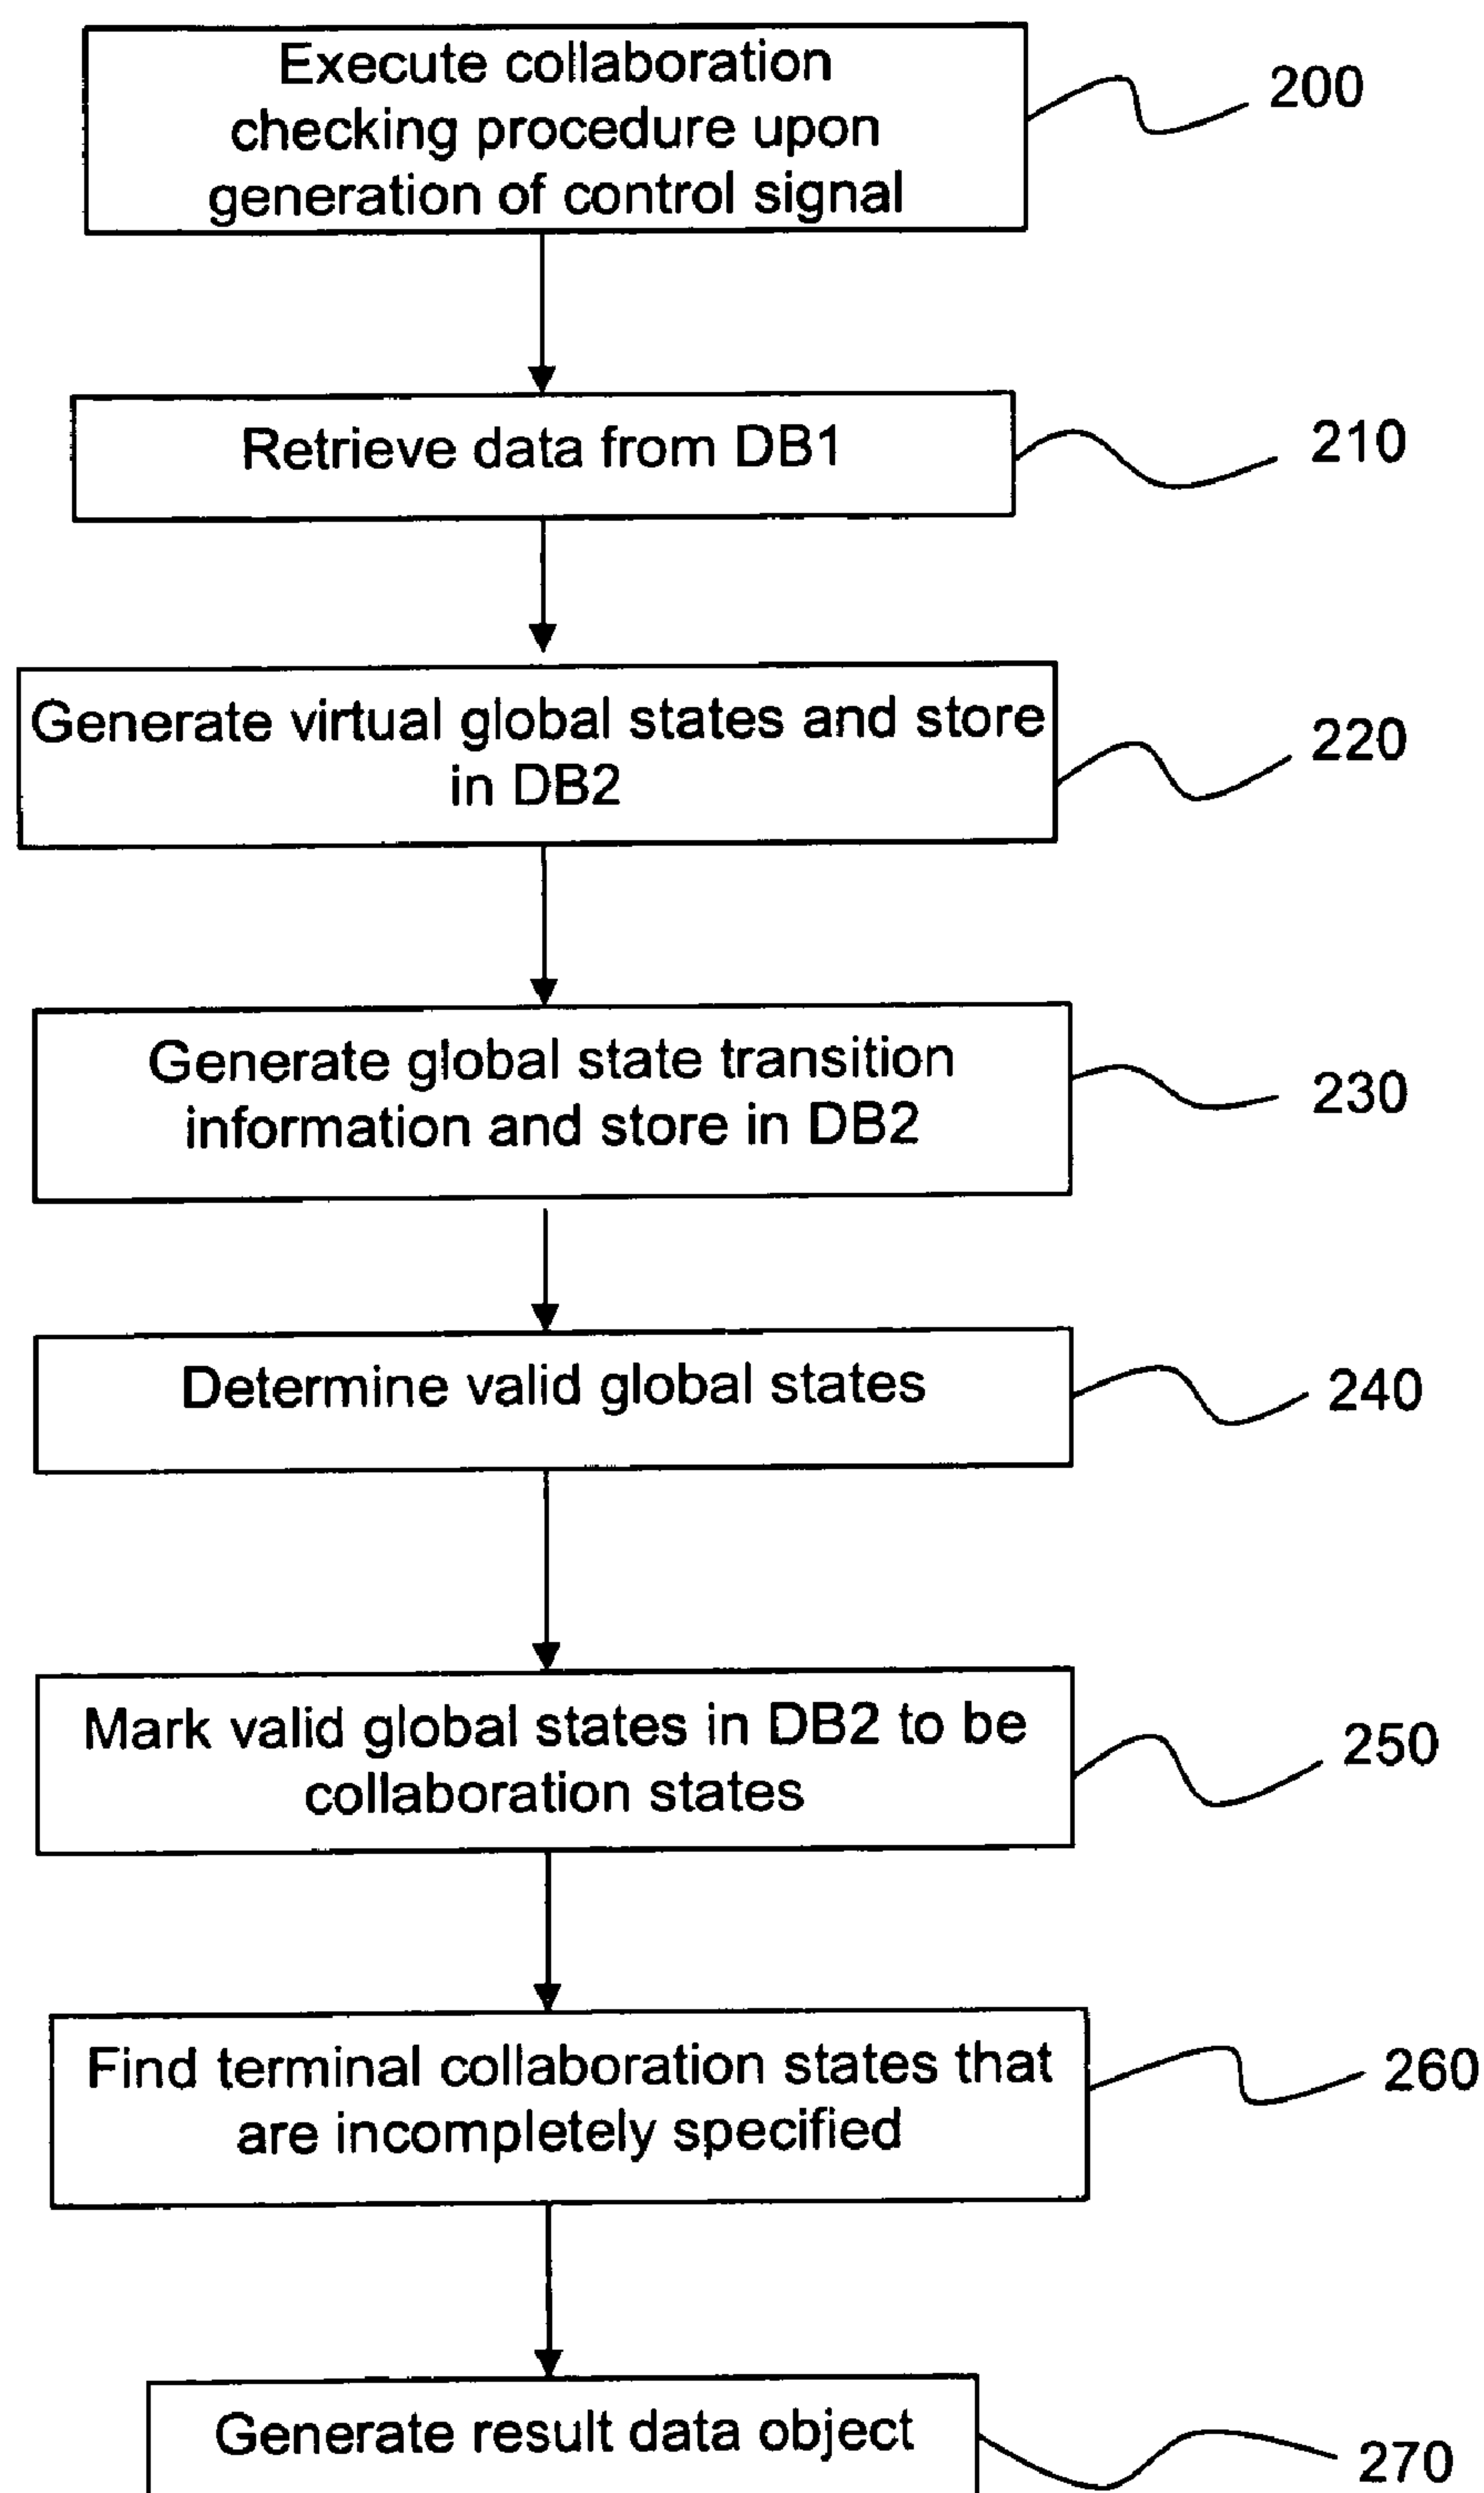 Execute collaboration
checking procedure upon
generation of control signal
200
Retrieve data from DB1
210
Generate virtual global states and store
in DB2
220
Generate global state transition
information and store in DB2
230
Determine valid global states
240
Mark valid global states in DB2 to be
collaboration states
250
Find terminal collaboration states that
are incompletely specified
260
Generate result data object
270